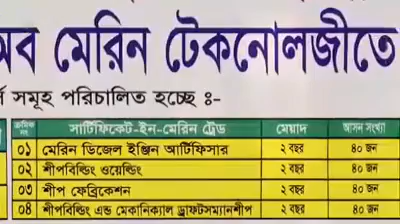 অব মেরিন টেকনোলজীতে
র্স সমূহ পরিচালিত হচ্ছে ঃ-
ক্রমিক নং সার্টিফিকেট-ইন-মেরিন ট্রেড মেয়াদ আসন সংখ্যা
০১ মেরিন ডিজেল ইঞ্জিন আর্টিফিসার ২ বছর ৪০ জন
০২ শীপবিল্ডিং ওয়েল্ডিং ২ বছর ৪০ জন
০৩ শীপ ফেব্রিকেশন ২ বছর ৪০ জন
০৪ শীপবিল্ডিং এন্ড মেকানিক্যাল ড্রাফটসম্যানশীপ ২ বছর ৪০ জন